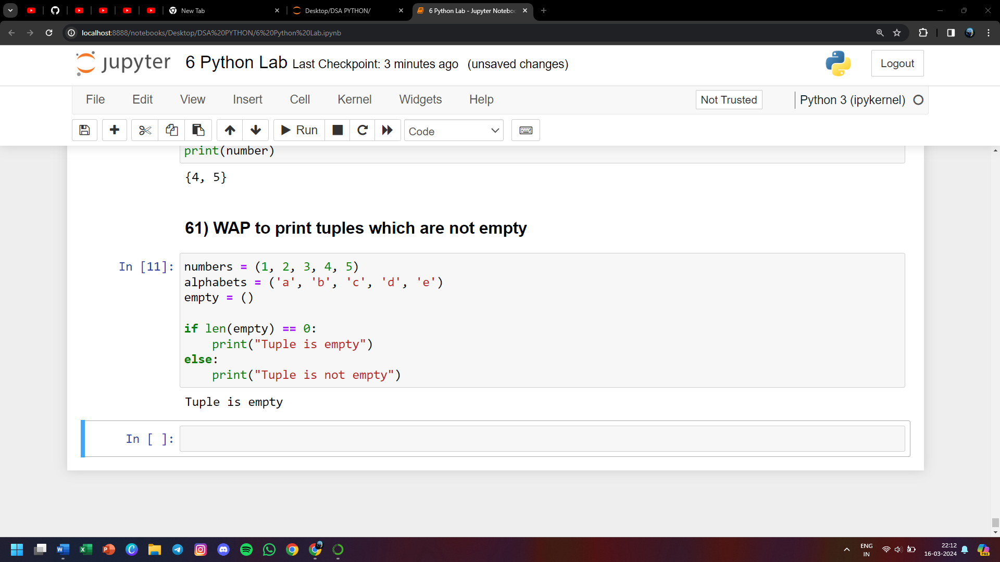 New Tab
Desktop/DSA PYTHON/
6 Python Lab - Jupyter Noteboo
localhost:8888/notebooks/Desktop/DSA%20PYTHON/6%20Python%20Lab.ipynb
jupyter 6 Python Lab Last Checkpoint: 3 minutes ago (unsaved changes)
Logout
File Edit View Insert Cell Kernel Widgets Help
Not Trusted
Python 3 (ipykernel)
Run
Code
print(number)
{4, 5}
61) WAP to print tuples which are not empty
In [11]:
numbers = (1, 2, 3, 4, 5)
alphabets = ('a', 'b', 'c', 'd', 'e')
empty = ()
if len(empty) == 0:
    print("Tuple is empty")
else:
    print("Tuple is not empty")
Tuple is empty
In [ ]:
ENG
IN
22:12
16-03-2024
PRE